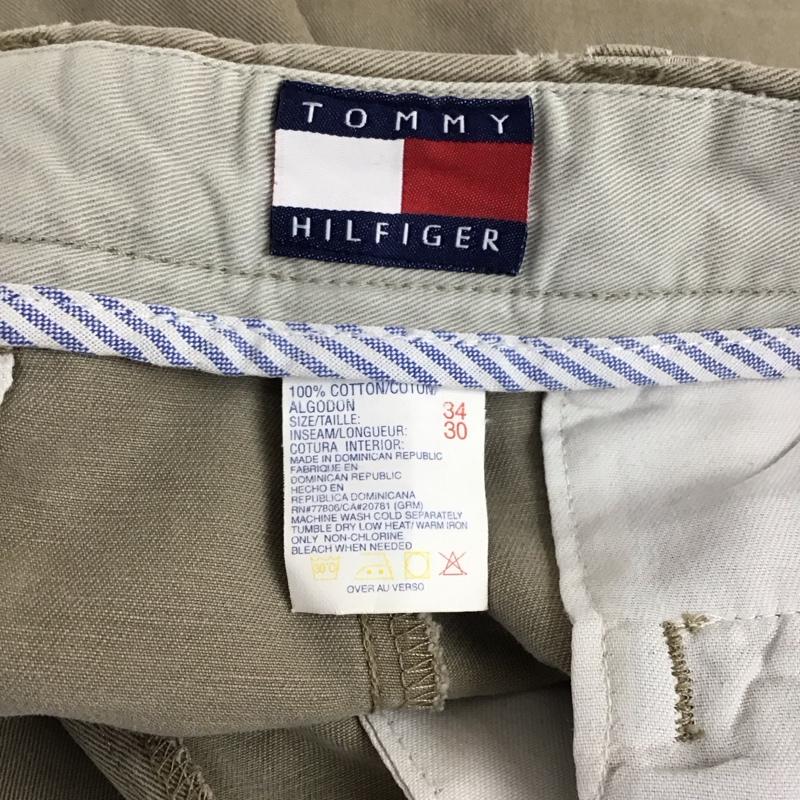 TOMMY
HILFIGER
100% COTTON/COTON/
ALGODON
SIZE/TAILLE: 34
INSEAM/LONGUEUR: 30
COTURA INTERIOR:
MADE IN DOMINICAN REPUBLIC
FABRIQUE EN
DOMINICAN REPUBLIC
HECHO EN
REPUBLICA DOMINICANA
RN#77806/CA#20781 (GRM)
MACHINE WASH COLD SEPARATELY
TUMBLE DRY LOW HEAT/ WARM IRON
ONLY NON-CHLORINE
BLEACH WHEN NEEDED
30°C
OVER AU VERSO